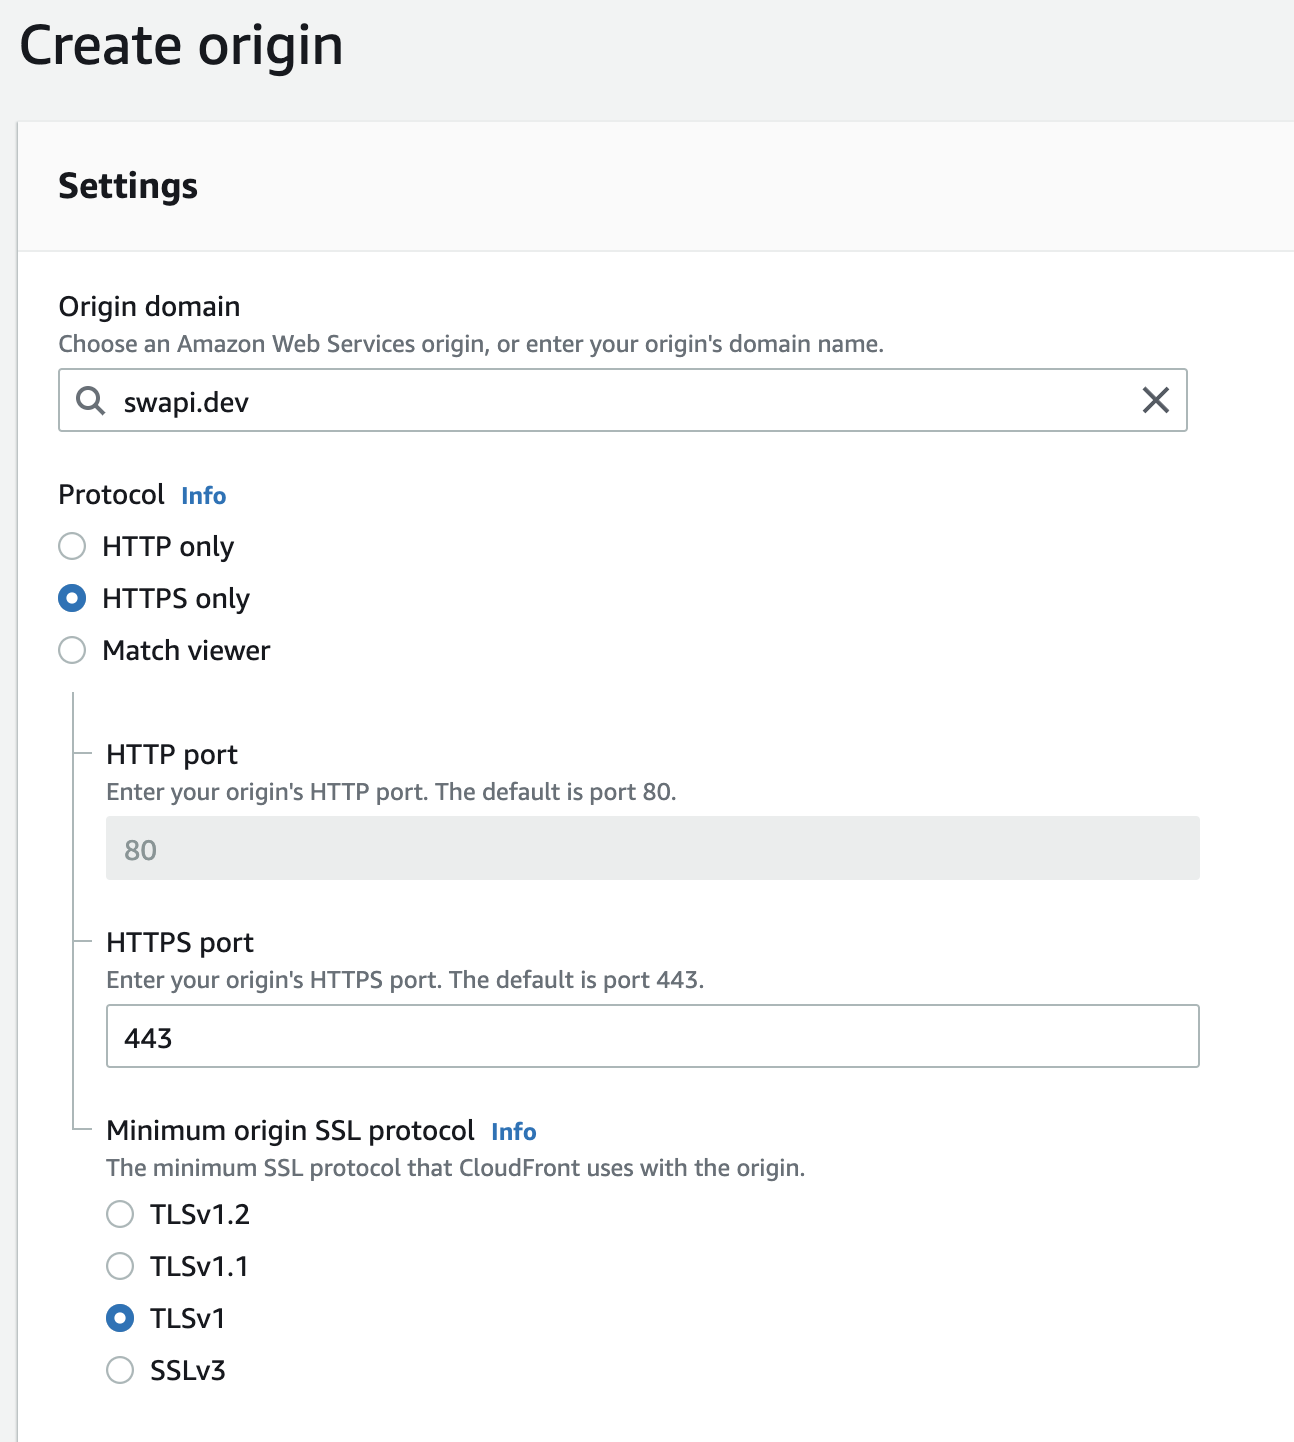 Create origin
Settings
Origin domain
Choose an Amazon Web Services origin, or enter your origin's domain name.
swapi.dev
Protocol Info
HTTP only
HTTPS only
Match viewer
HTTP port
Enter your origin's HTTP port. The default is port 80.
80
HTTPS port
Enter your origin's HTTPS port. The default is port 443.
443
Minimum origin SSL protocol Info
The minimum SSL protocol that CloudFront uses with the origin.
TLSv1.2
TLSv1.1
TLSv1
SSLv3